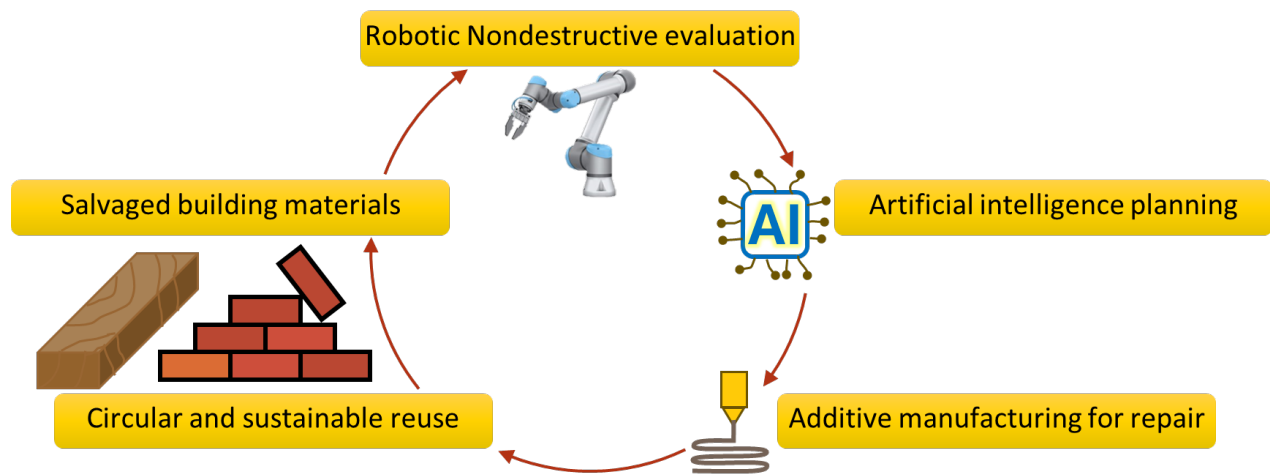 Robotic Nondestructive evaluation
Salvaged building materials
AI
Artificial intelligence planning
Circular and sustainable reuse
Additive manufacturing for repair